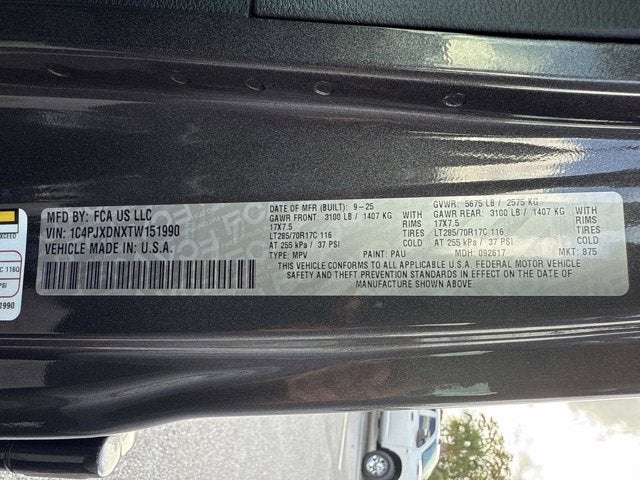 MFD BY: FCA US LLC
VIN: 1C4PJXDNXTW151990
VEHICLE MADE IN U.S.A.
DATE OF MFR (BUILT): 9-25
GAWR FRONT: 3100 LB / 1407 KG WITH
17X7.5 RIMS
LT285/70R17C 116 TIRES
AT 255 kPa / 37 PSI COLD
TYPE: MPV PAINT: PAU
GVWR: 5675 LB / 2575 KG
GAWR REAR: 3100 LB / 1407 KG WITH
17X7.5 RIMS
LT285/70R17C 116 TIRES
AT 255 kPa / 37 PSI COLD
MDH: 092617 MKT: 875
THIS VEHICLE CONFORMS TO ALL APPLICABLE U.S.A. FEDERAL MOTOR VEHICLE
SAFETY AND THEFT PREVENTION STANDARDS IN EFFECT ON THE DATE OF
MANUFACTURE SHOWN ABOVE.
EXCEED
C 116Q
PSI
1990